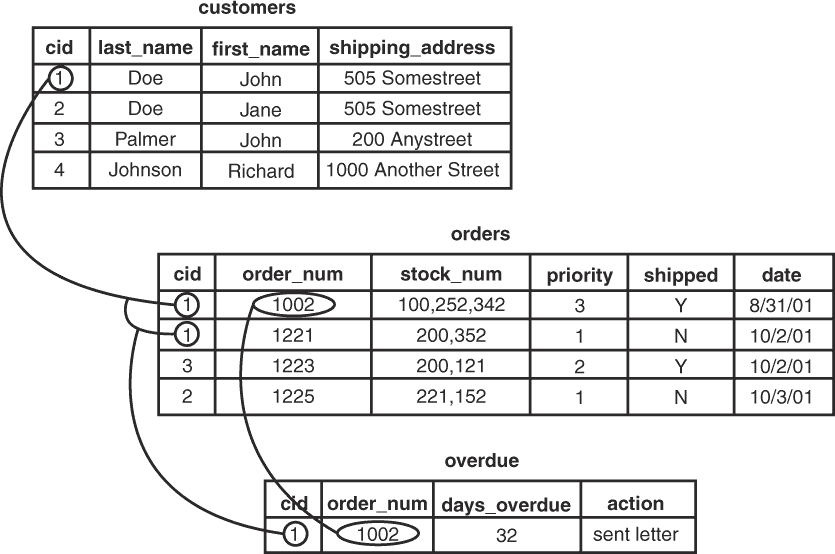 customers
cid last_name first_name shipping_address
1 Doe John 505 Somestreet
2 Doe Jane 505 Somestreet
3 Palmer John 200 Anystreet
4 Johnson Richard 1000 Another Street
orders
cid order_num stock_num priority shipped date
1 1002 100,252,342 3 Y 8/31/01
1 1221 200,352 1 N 10/2/01
3 1223 200,121 2 Y 10/2/01
2 1225 221,152 1 N 10/3/01
overdue
cid order_num days_overdue action
1 1002 32 sent letter